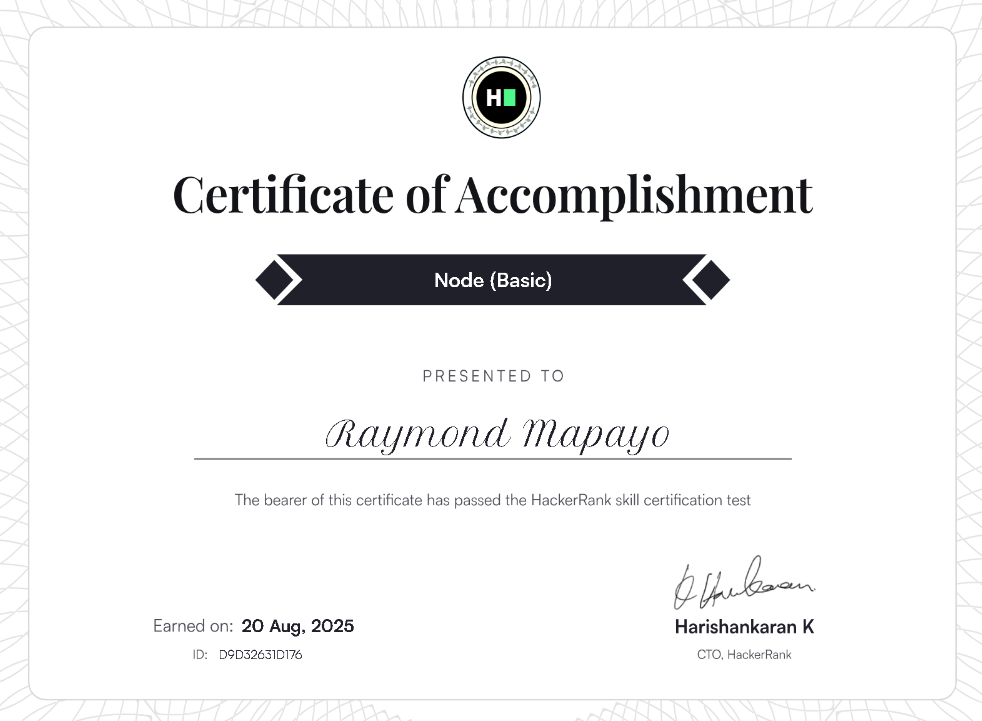 H
Certificate of Accomplishment
Node (Basic)
PRESENTED TO
Raymond Mapayo
The bearer of this certificate has passed the HackerRank skill certification test
Earned on: 20 Aug, 2025
Harishankaran K
ID: D9D32631D176
CTO, HackerRank